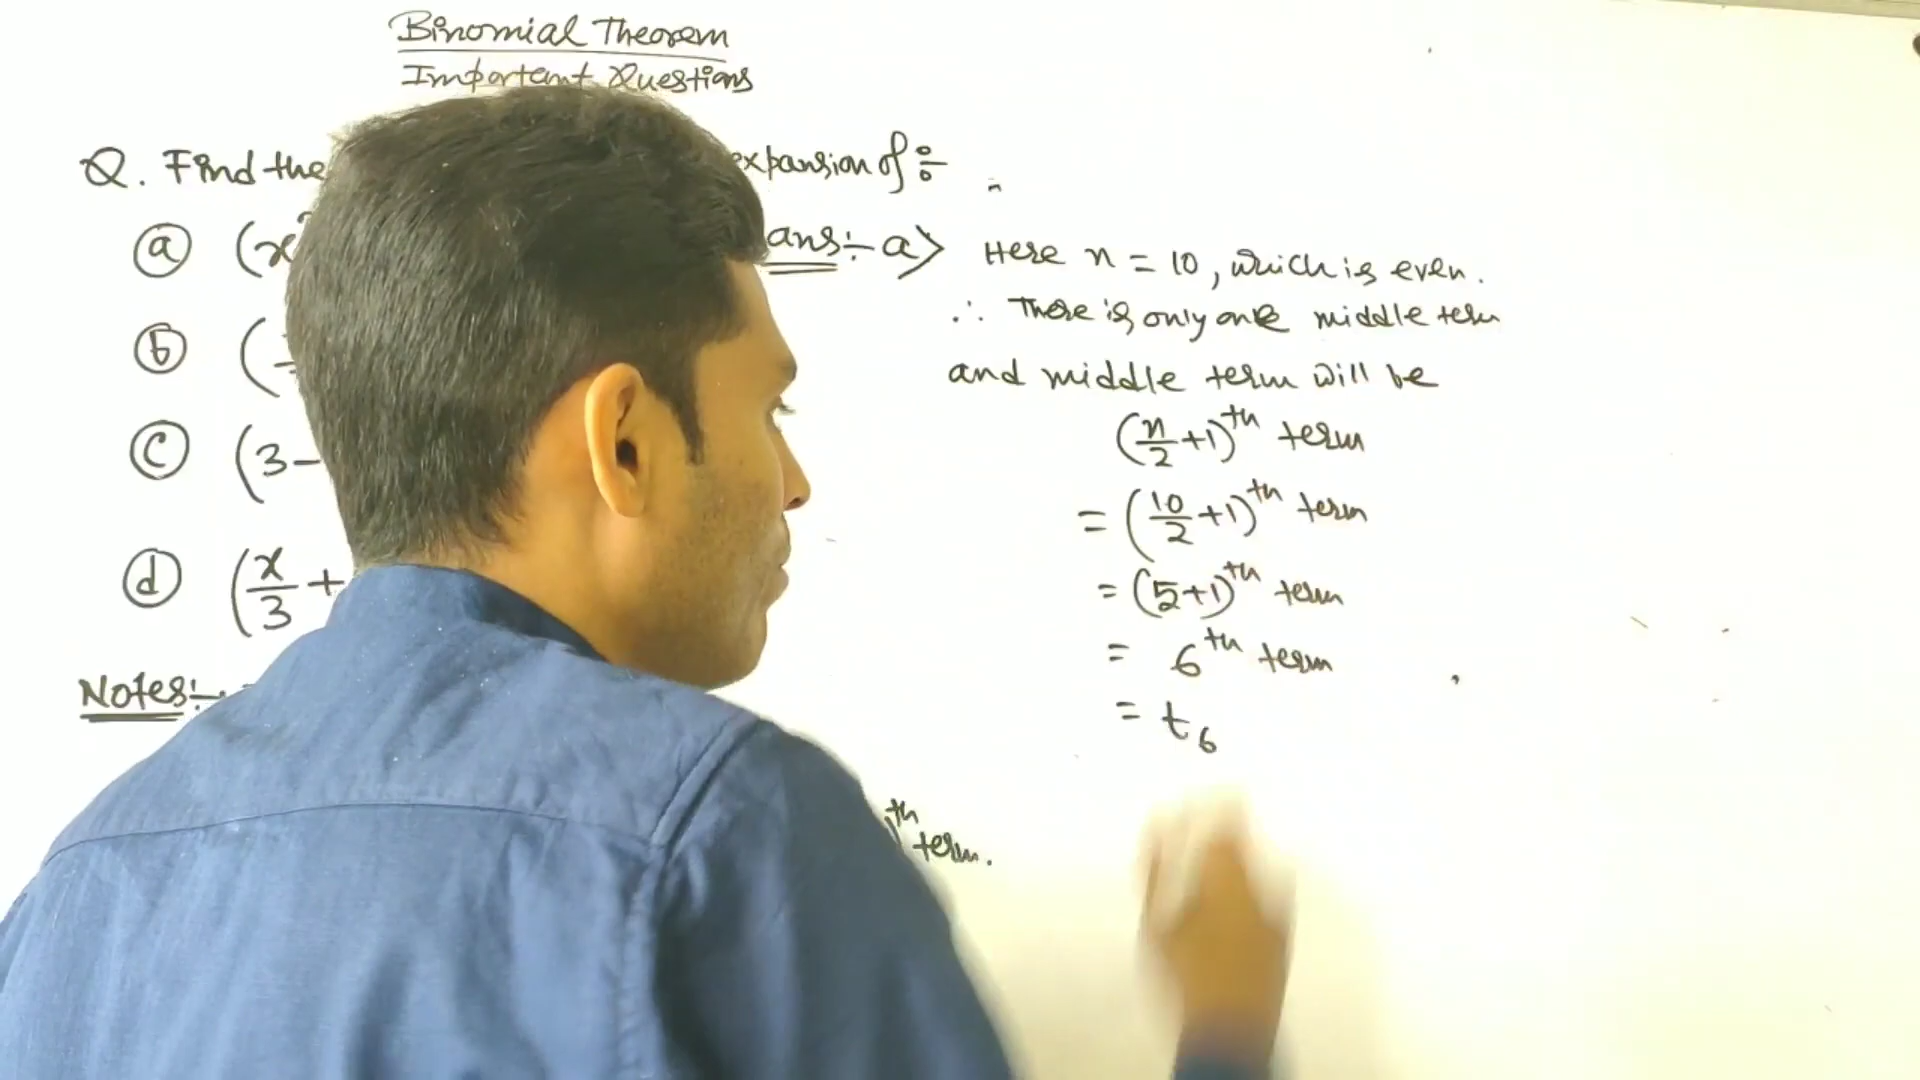 Binomial Theorem
Important Questions
Q. Find the expansion of :-
(a) (x²
(b) (
(c) (3-
(d) (x/3 +
Notes:-
th term.
ans:- a> Here n = 10, which is even.
∴ There is only one middle term
and middle term will be
(n/2+1)th term
= (10/2+1)th term
= (5+1)th term
= 6th term
= t6